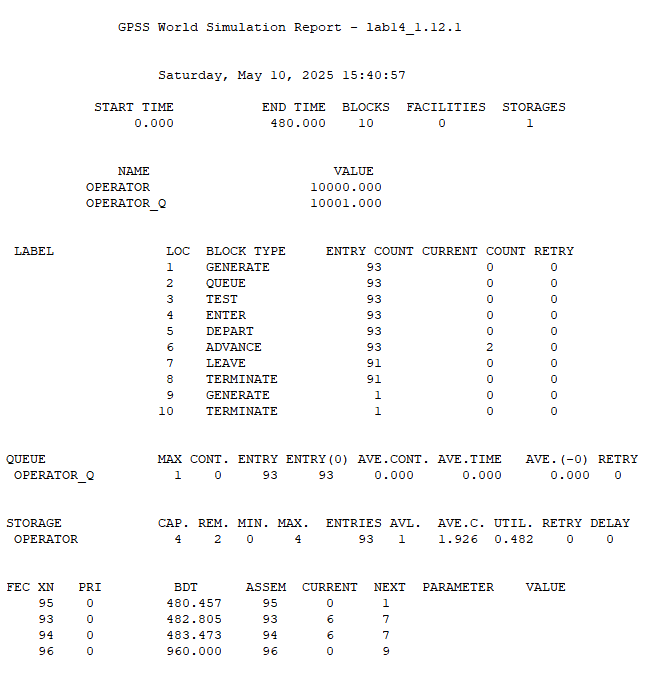 GPSS World Simulation Report - lab14_1.12.1
Saturday, May 10, 2025 15:40:57
START TIME END TIME BLOCKS FACILITIES STORAGES
0.000 480.000 10 0 1
NAME VALUE
OPERATOR 10000.000
OPERATOR_Q 10001.000
LABEL LOC BLOCK TYPE ENTRY COUNT CURRENT COUNT RETRY
1 GENERATE 93 0 0
2 QUEUE 93 0 0
3 TEST 93 0 0
4 ENTER 93 0 0
5 DEPART 93 0 0
6 ADVANCE 93 2 0
7 LEAVE 91 0 0
8 TERMINATE 91 0 0
9 GENERATE 1 0 0
10 TERMINATE 1 0 0
QUEUE MAX CONT. ENTRY ENTRY(0) AVE.CONT. AVE.TIME AVE.(-0) RETRY
OPERATOR_Q 1 0 93 93 0.000 0.000 0.000 0
STORAGE CAP. REM. MIN. MAX. ENTRIES AVL. AVE.C. UTIL. RETRY DELAY
OPERATOR 4 2 0 4 93 1 1.926 0.482 0 0
FEC XN PRI BDT ASSEM CURRENT NEXT PARAMETER VALUE
95 0 480.457 95 0 1
93 0 482.805 93 6 7
94 0 483.473 94 6 7
96 0 960.000 96 0 9